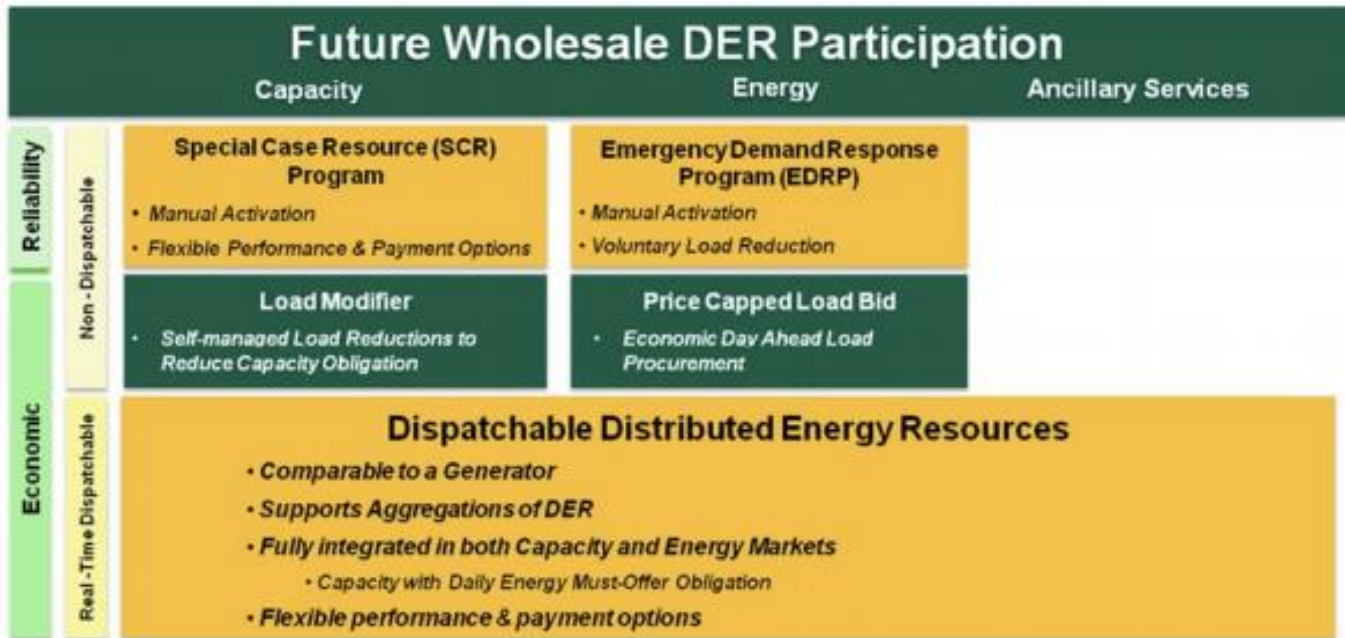 Future Wholesale DER Participation
Capacity Energy Ancillary Services
Reliability
Non - Dispatchable
Special Case Resource (SCR)
Program
• Manual Activation
• Flexible Performance & Payment Options
Emergency Demand Response
Program (EDRP)
• Manual Activation
• Voluntary Load Reduction
Economic
Load Modifier
• Self-managed Load Reductions to
Reduce Capacity Obligation
Price Capped Load Bid
• Economic Day Ahead Load
Procurement
Real -Time Dispatchable
Dispatchable Distributed Energy Resources
• Comparable to a Generator
• Supports Aggregations of DER
• Fully integrated in both Capacity and Energy Markets
• Capacity with Daily Energy Must-Offer Obligation
• Flexible performance & payment options